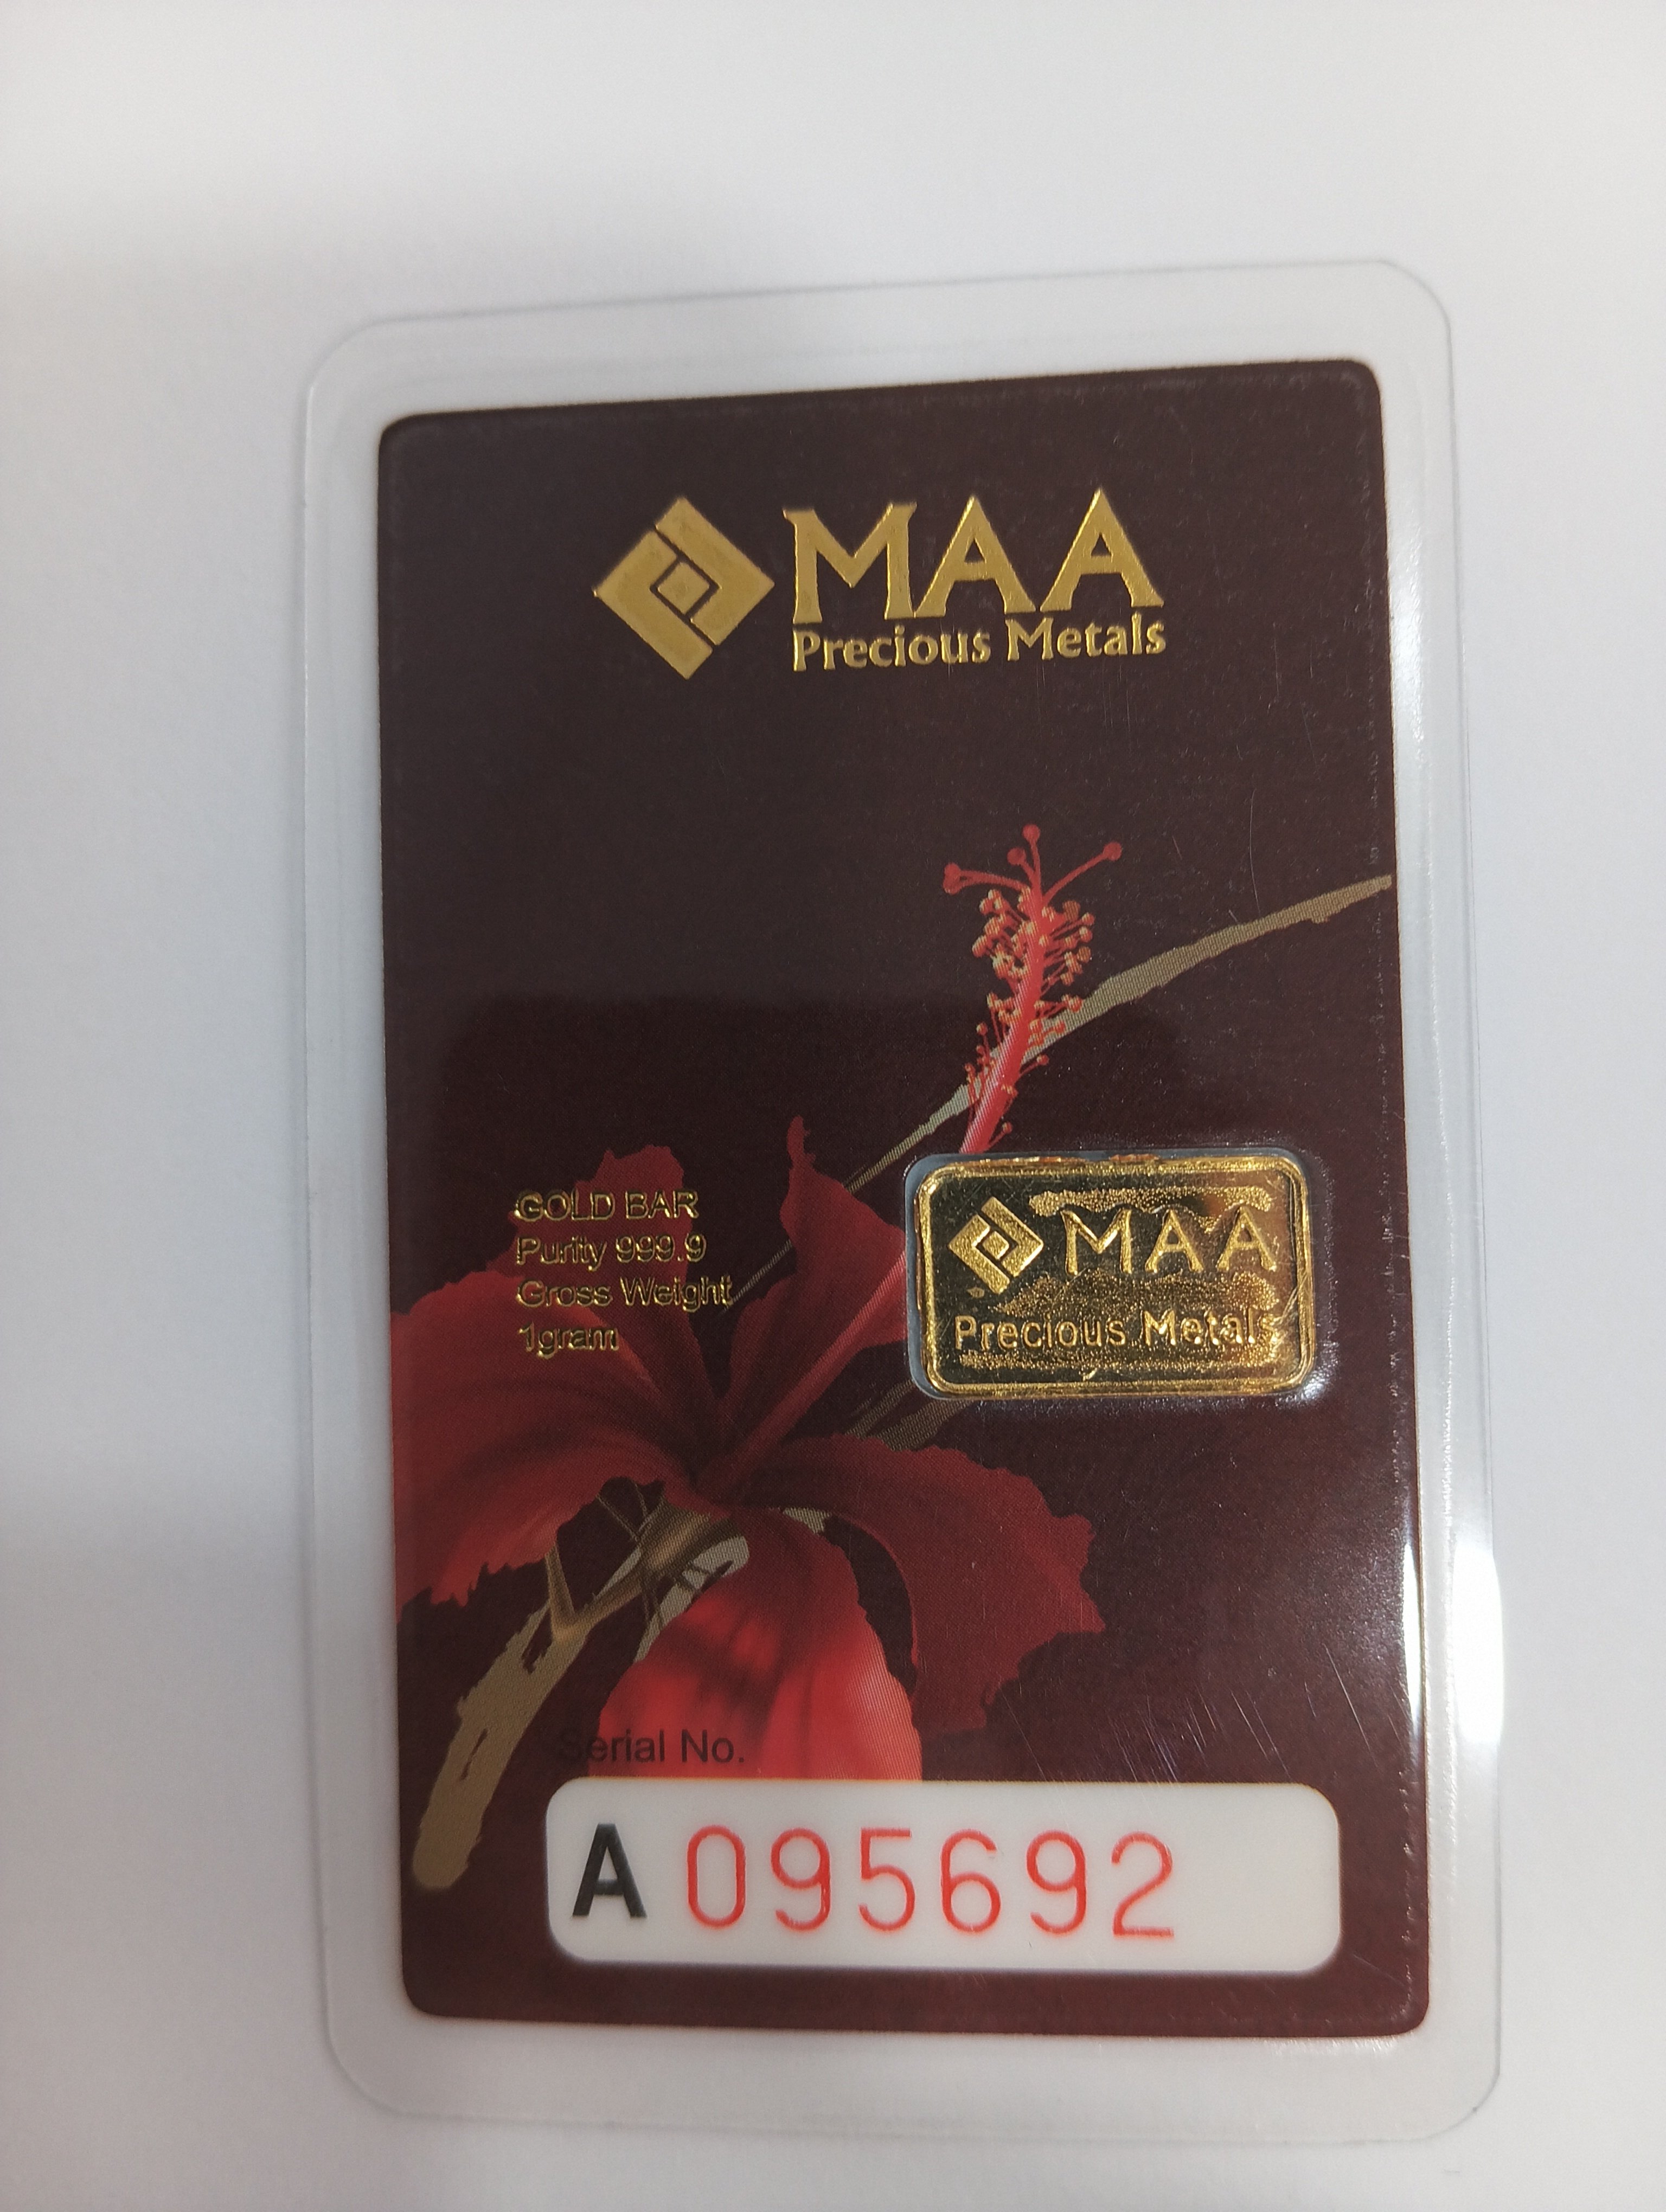 MAA
Precious Metals
GOLD BAR
Purity 999.9
Gross Weight
1gram
MAA
Precious Metals
Serial No.
A 095692